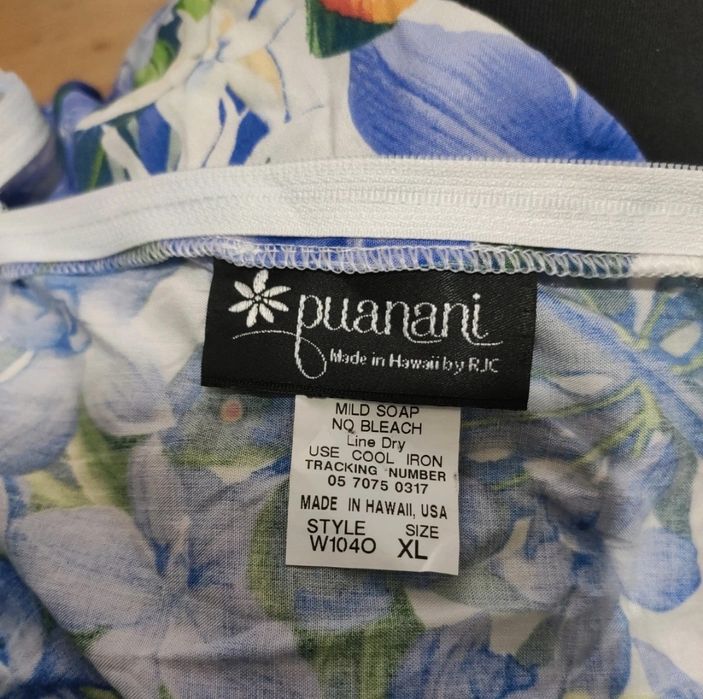 puanani
Made in Hawaii by RJC
MILD SOAP
NO BLEACH
Line Dry
USE COOL IRON
TRACKING NUMBER
05 7075 0317
MADE IN HAWAII, USA
STYLE SIZE
W1040 XL